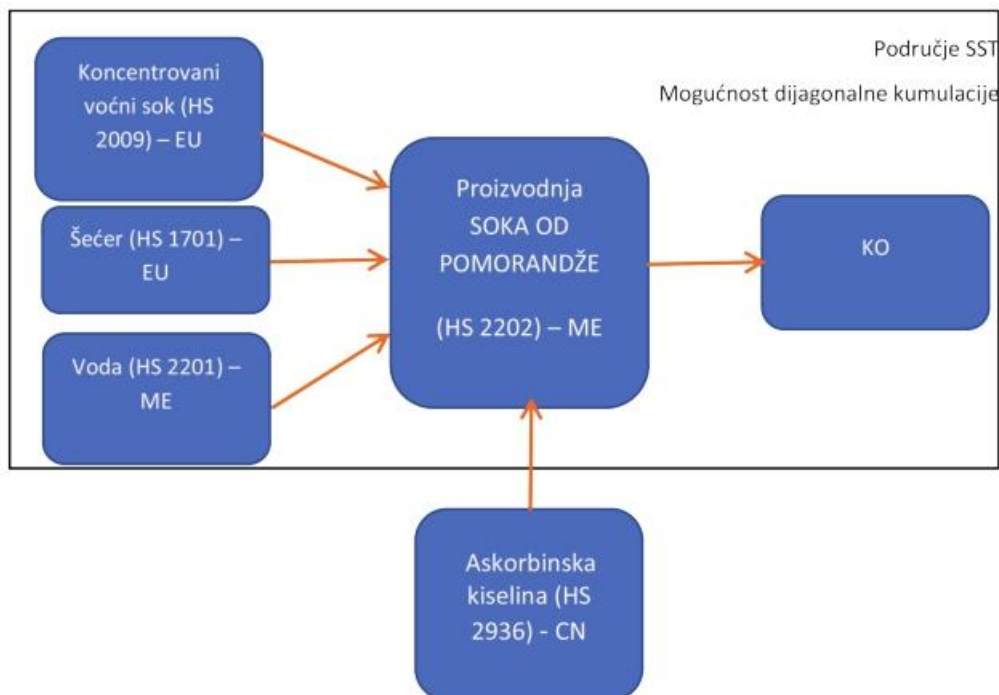 Područje SST
Mogućnost dijagonalne kumulacije
Koncentrovani
voćni sok (HS
2009) – EU
Šećer (HS 1701) –
EU
Voda (HS 2201) –
ME
Proizvodnja
SOKA OD
POMORANDŽE
(HS 2202) – ME
KO
Askorbinska
kiselina (HS
2936) - CN